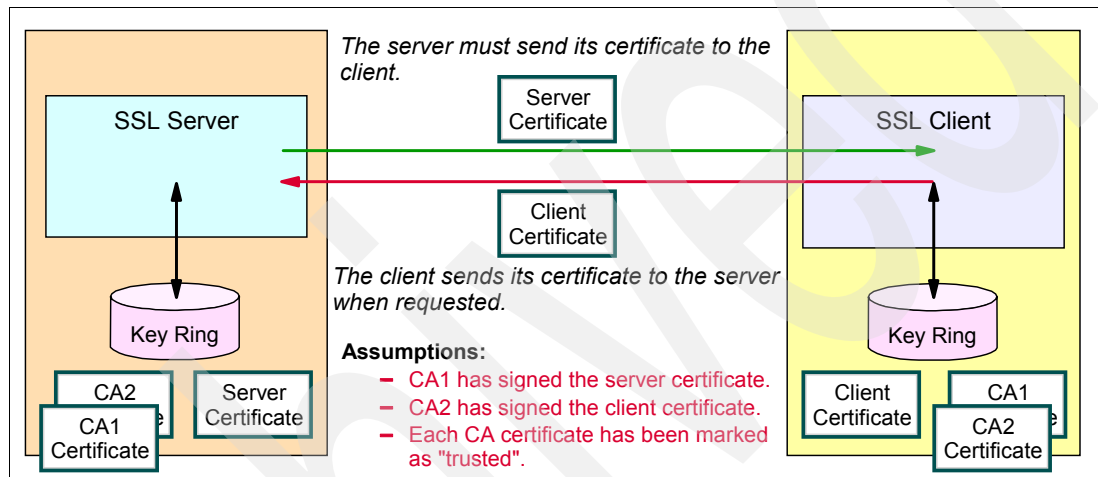 The server must send its certificate to the
client.
Server
Certificate
SSL Server
SSL Client
Client
Certificate
The client sends its certificate to the server
when requested.
Key Ring
Key Ring
Assumptions:
– CA1 has signed the server certificate.
– CA2 has signed the client certificate.
– Each CA certificate has been marked
as "trusted".
CA2
CA1
Certificate
Server
Certificate
Client
Certificate
CA1
CA2
Certificate